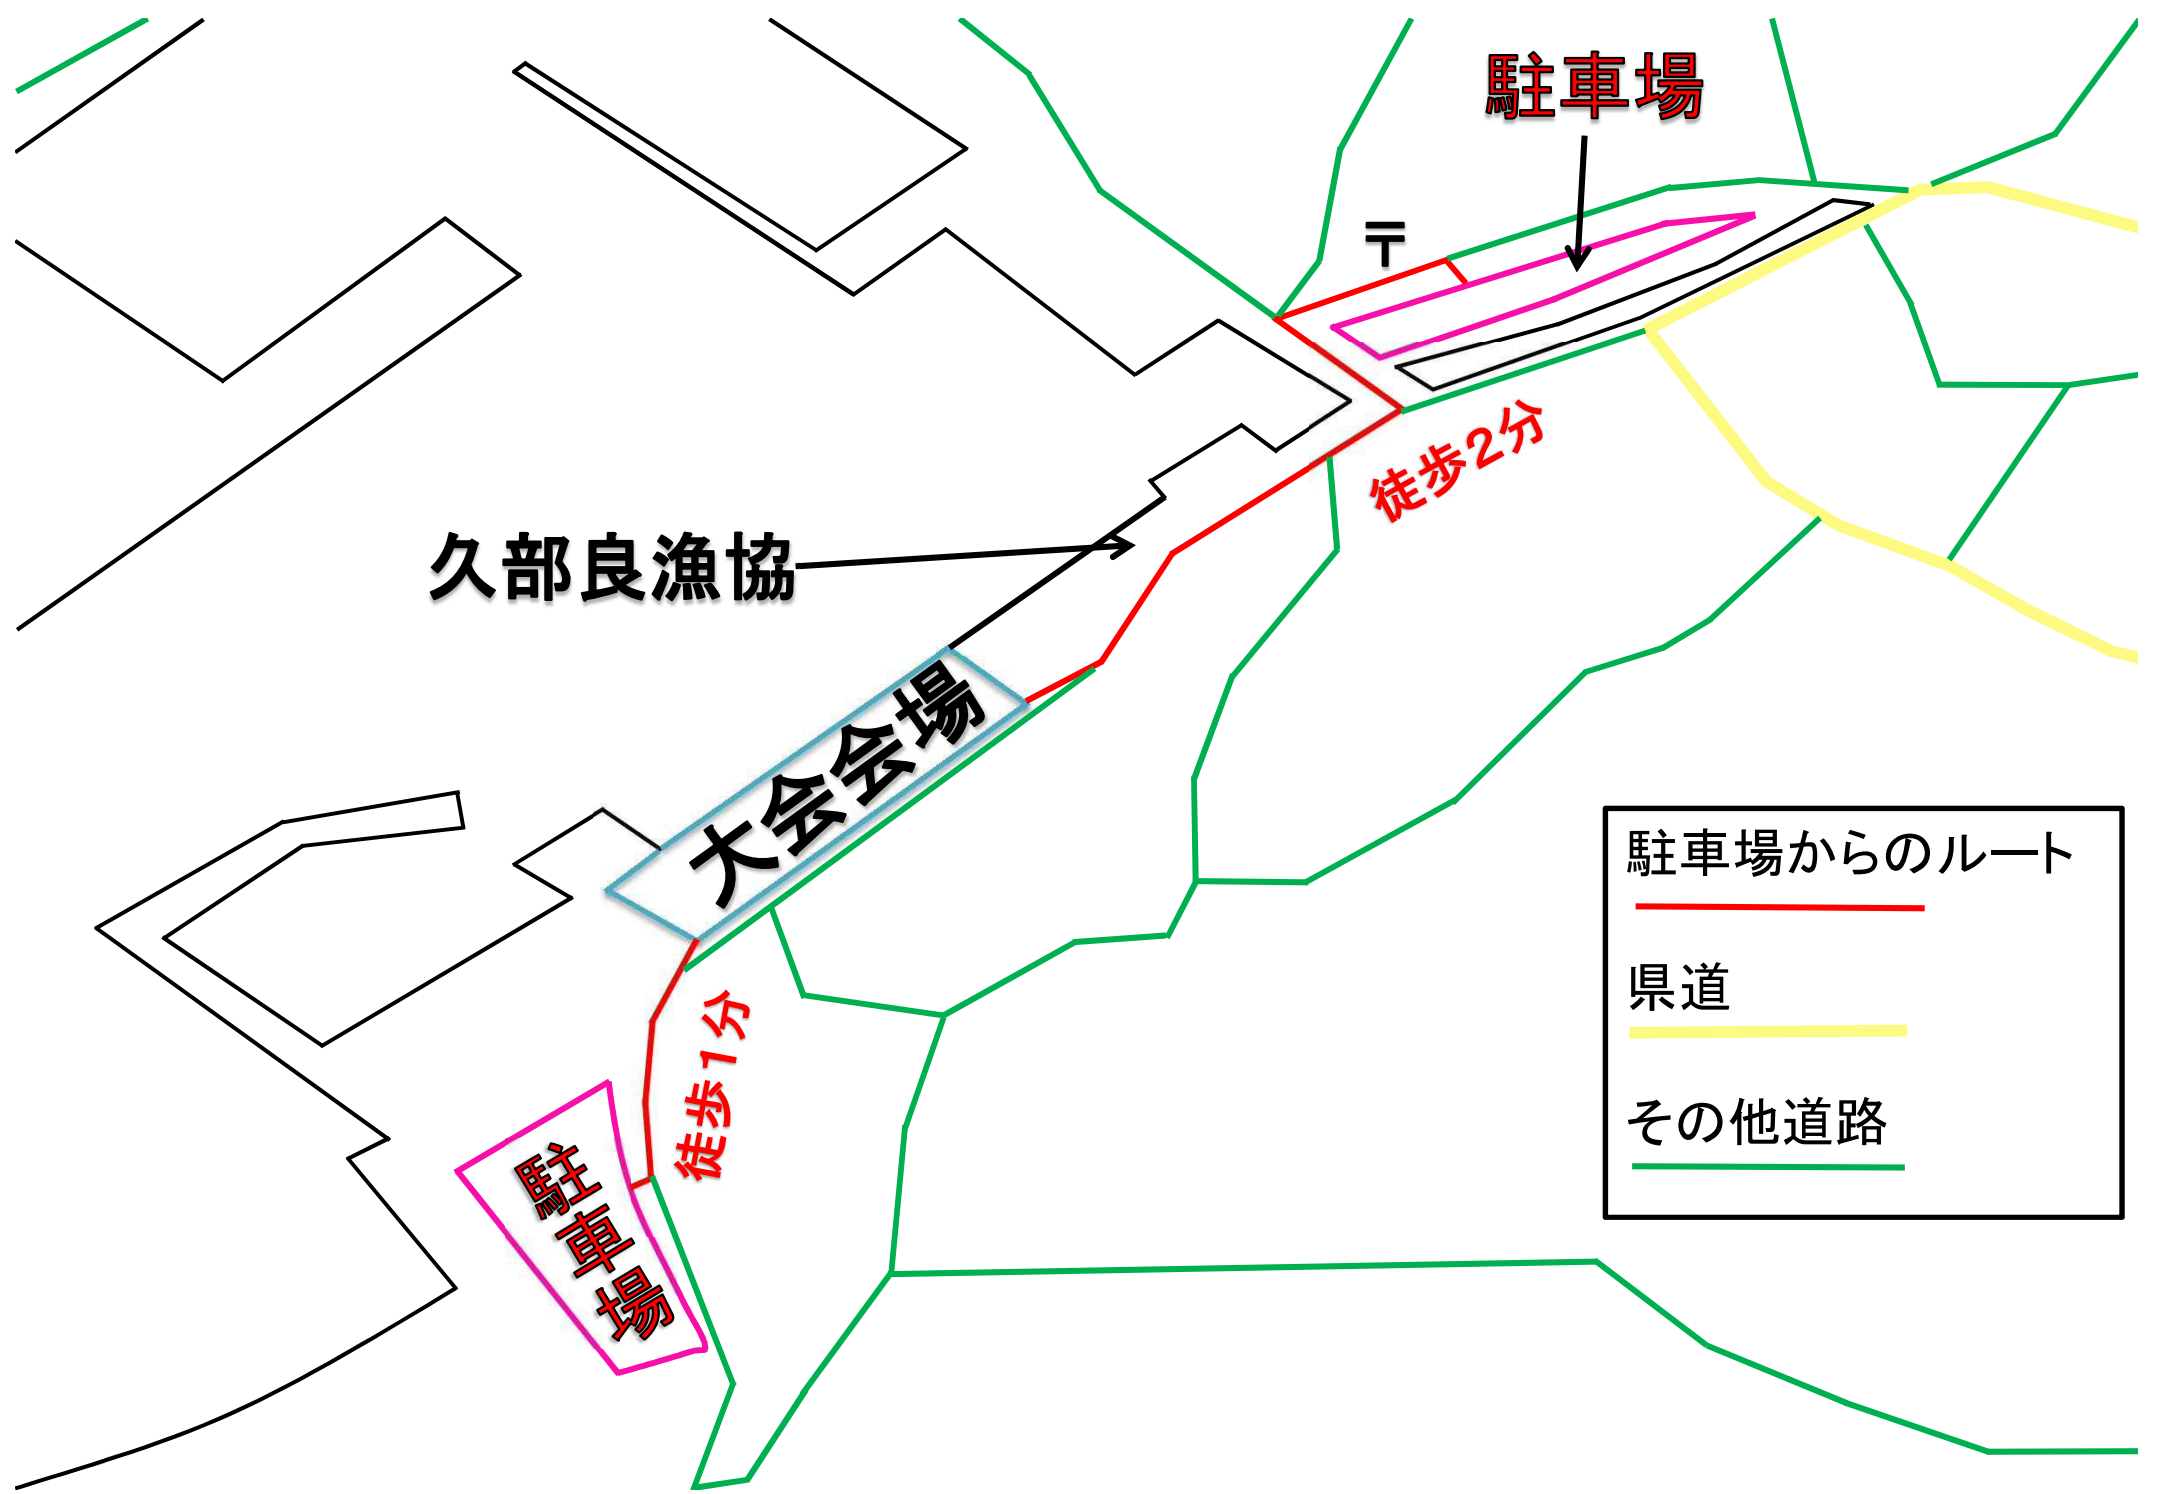 駐車場
〒
徒歩2分
久部良漁協
大会会場
徒歩1分
駐車場
駐車場からのルート
県道
その他道路